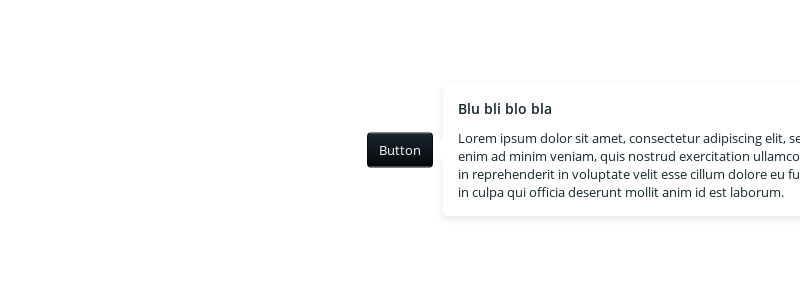 Blu bli blo bla
Button
Lorem ipsum dolor sit amet, consectetur adipiscing elit,
enim ad minim veniam, quis nostrud exercitation ullamco
in reprehenderit in voluptate velit esse cillum dolore eu
in culpa qui officia deserunt mollit anim id est laborum.